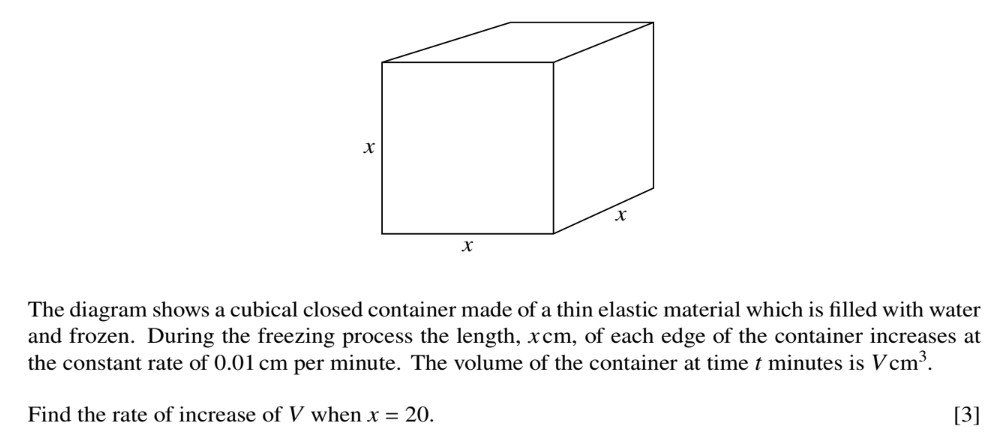 x
x
x
The diagram shows a cubical closed container made of a thin elastic material which is filled with water
and frozen. During the freezing process the length, x cm, of each edge of the container increases at
the constant rate of 0.01 cm per minute. The volume of the container at time t minutes is V cm³.
Find the rate of increase of V when x = 20. [3]